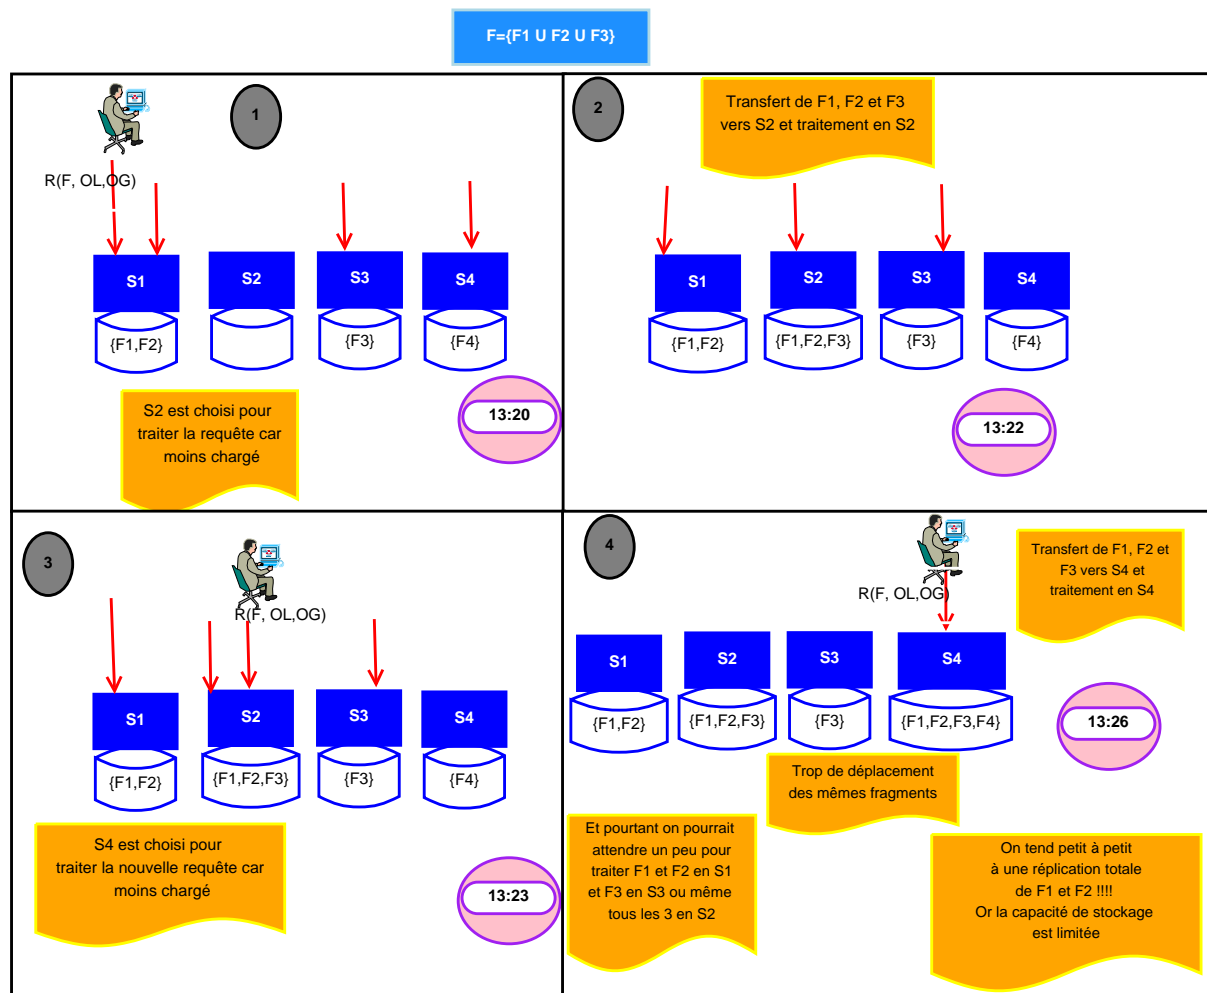 F={F1 U F2 U F3}
1
R(F, OL,OG)
S1
S2
S3
S4
{F1,F2}
{F3}
{F4}
S2 est choisi pour
traiter la requête car
moins chargé
13:20
2
Transfert de F1, F2 et F3
vers S2 et traitement en S2
S1
S2
S3
S4
{F1,F2}
{F1,F2,F3}
{F3}
{F4}
13:22
3
R(F, OL,OG)
S1
S2
S3
S4
{F1,F2}
{F1,F2,F3}
{F3}
{F4}
S4 est choisi pour
traiter la nouvelle requête car
moins chargé
13:23
4
Transfert de F1, F2 et
F3 vers S4 et
traitement en S4
R(F, OL,OG)
S1
S2
S3
S4
{F1,F2}
{F1,F2,F3}
{F3}
{F1,F2,F3,F4}
13:26
Trop de déplacement
des mêmes fragments
Et pourtant on pourrait
attendre un peu pour
traiter F1 et F2 en S1
et F3 en S3 ou même
tous les 3 en S2
On tend petit à petit
à une réplication totale
de F1 et F2 !!!!
Or la capacité de stockage
est limitée